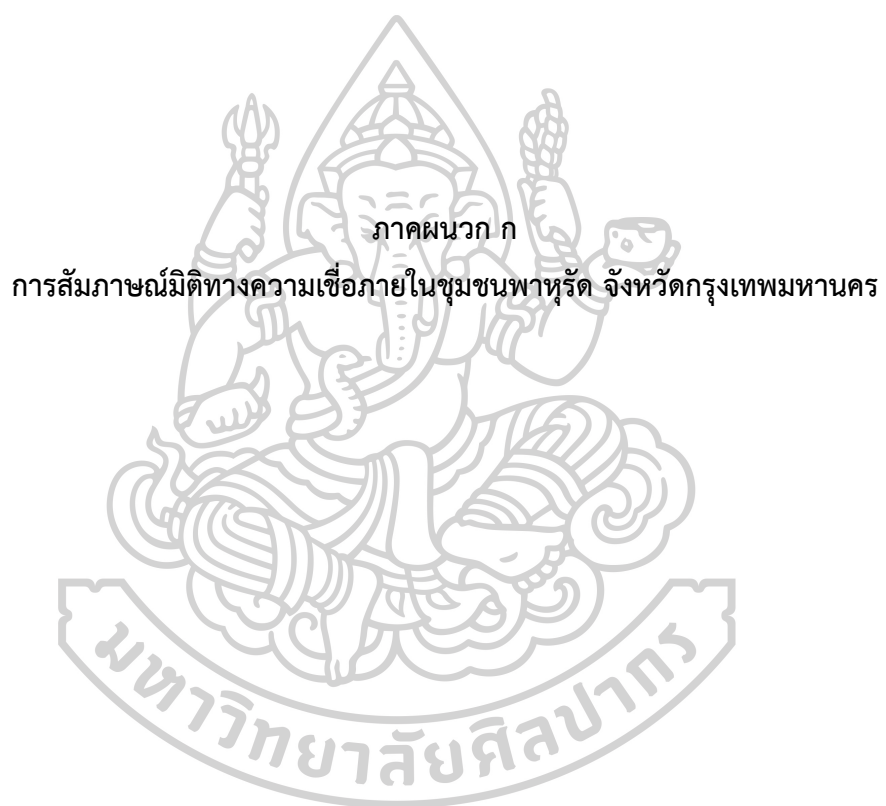 ภาคผนวก ก
การสัมภาษณ์มิติทางความเชื่อภายในชุมชนพาหุรัด จังหวัดกรุงเทพมหานคร
มหาวิทยาลัยศิลปากร